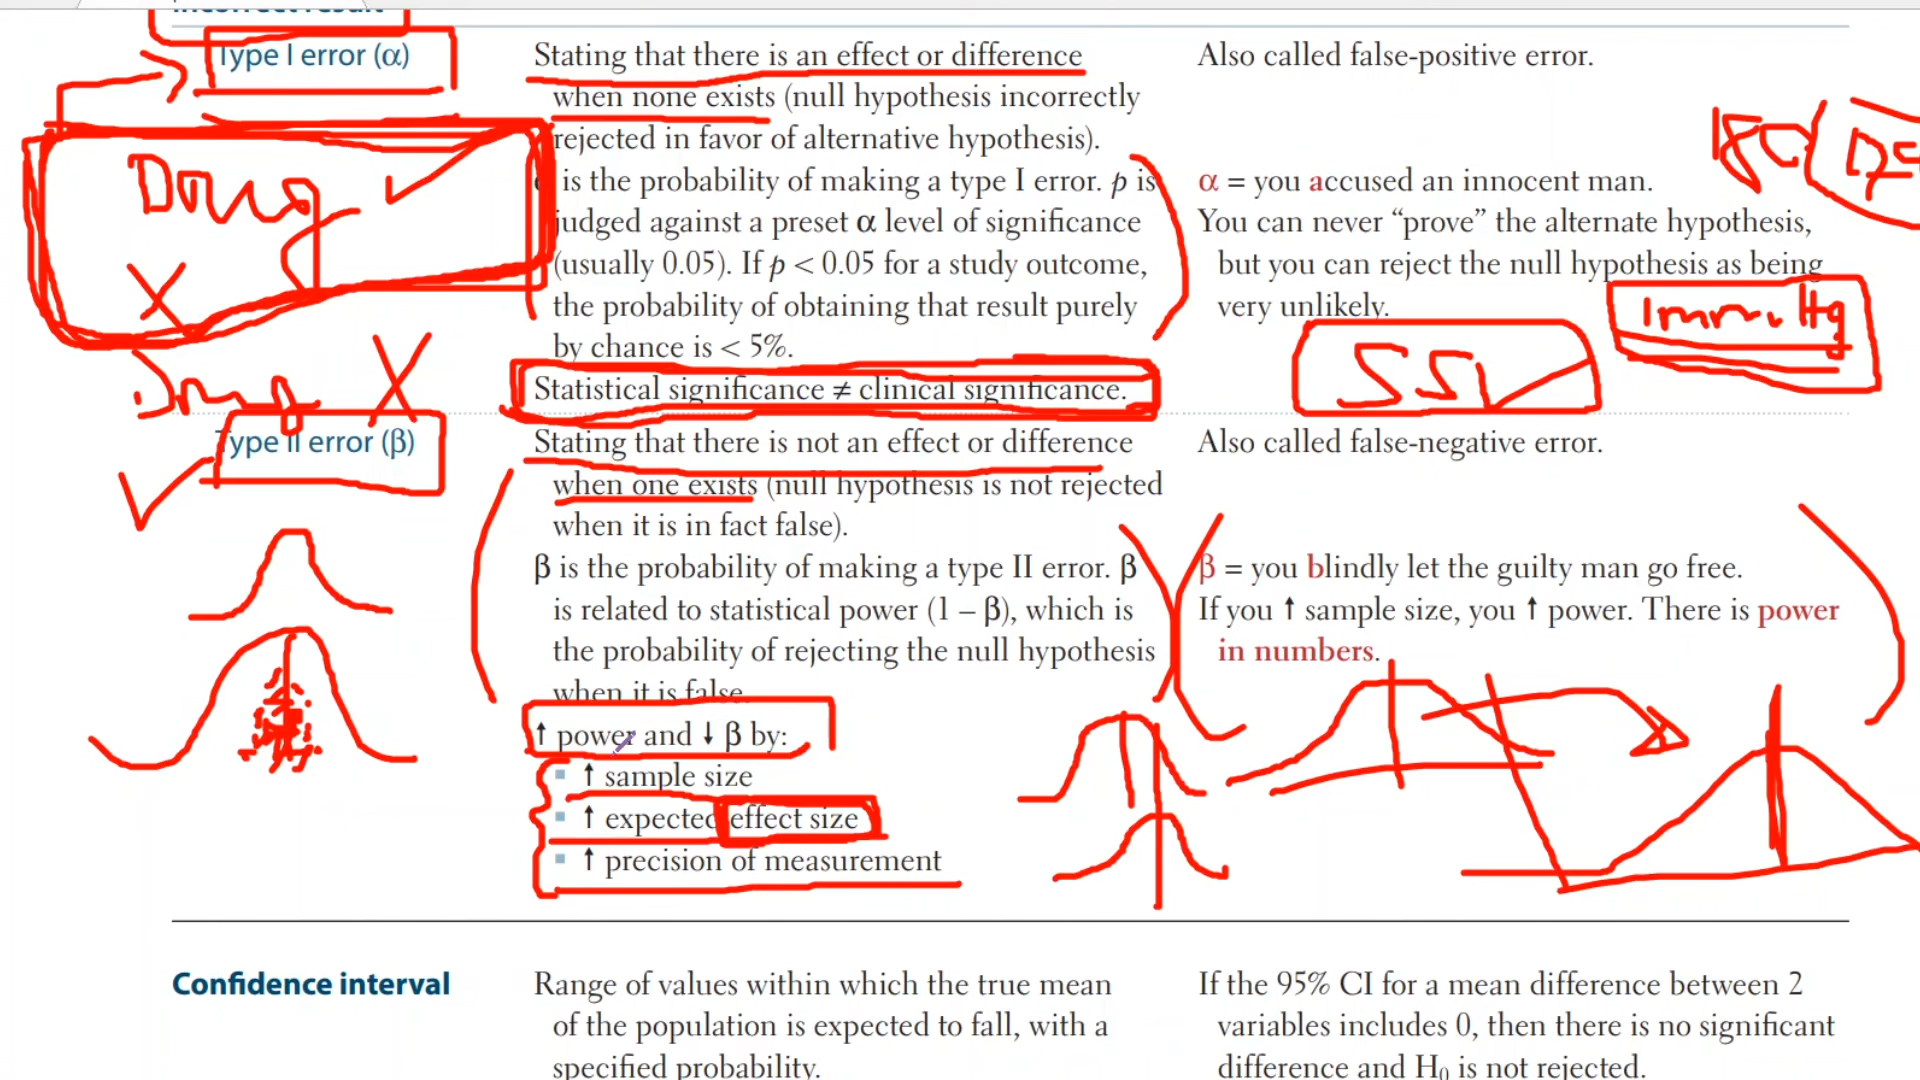 Incorrect result
Type I error (α)
Stating that there is an effect or difference
when none exists (null hypothesis incorrectly
rejected in favor of alternative hypothesis).
is the probability of making a type I error. p is
judged against a preset α level of significance
(usually 0.05). If p < 0.05 for a study outcome,
the probability of obtaining that result purely
by chance is < 5%.
Statistical significance ≠ clinical significance.
Also called false-positive error.
α = you accused an innocent man.
You can never “prove” the alternate hypothesis,
but you can reject the null hypothesis as being
very unlikely.
180/
1mm. Hg
Drug
Type II error (β)
Stating that there is not an effect or difference
when one exists (null hypothesis is not rejected
when it is in fact false).
β is the probability of making a type II error. β
is related to statistical power (1 – β), which is
the probability of rejecting the null hypothesis
when it is false.
↑ power and ↓ β by:
▪ ↑ sample size
▪ ↑ expected effect size
▪ ↑ precision of measurement
Also called false-negative error.
β = you blindly let the guilty man go free.
If you ↑ sample size, you ↑ power. There is power
in numbers.
Confidence interval
Range of values within which the true mean
of the population is expected to fall, with a
specified probability.
If the 95% CI for a mean difference between 2
variables includes 0, then there is no significant
difference and H₀ is not rejected.